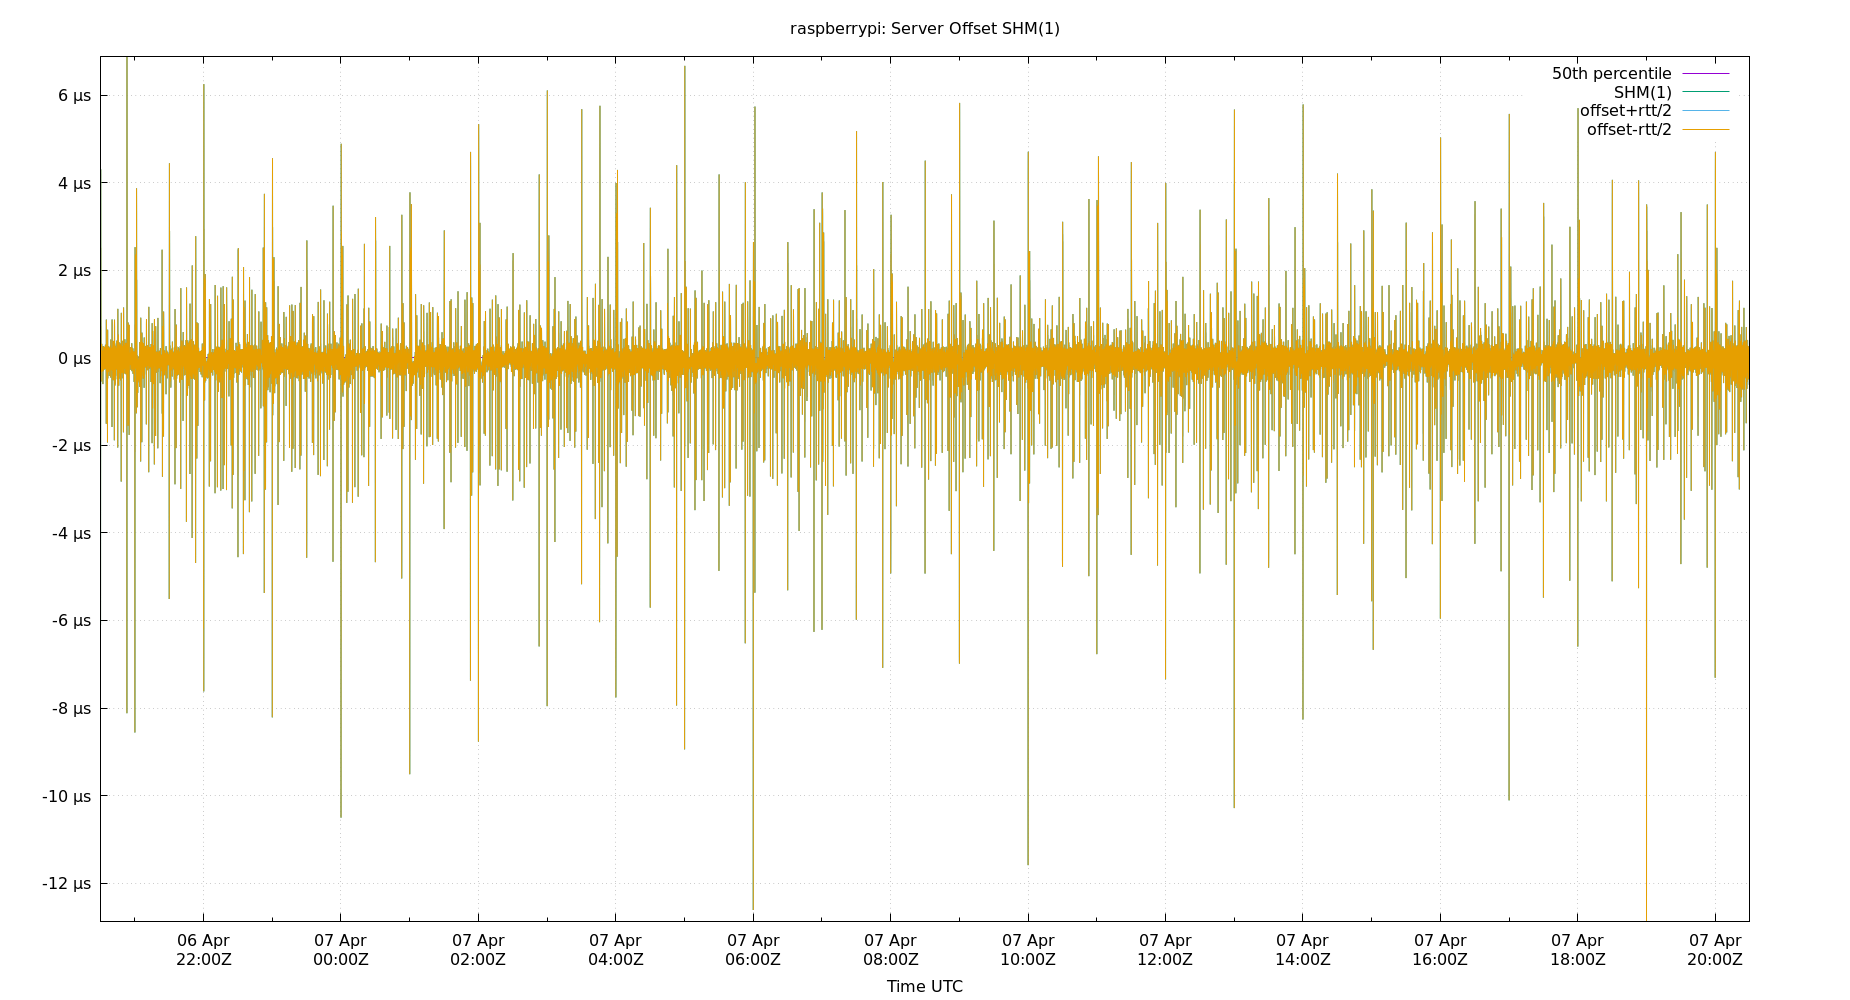 raspberrypi: Server Offset SHM(1)
50th percentile
SHM(1)
offset+rtt/2
offset-rtt/2
6 µs
4 µs
2 µs
0 µs
-2 µs
-4 µs
-6 µs
-8 µs
-10 µs
-12 µs
06 Apr 07 Apr 07 Apr 07 Apr 07 Apr 07 Apr 07 Apr 07 Apr 07 Apr 07 Apr 07 Apr 07 Apr
22:00Z 00:00Z 02:00Z 04:00Z 06:00Z 08:00Z 10:00Z 12:00Z 14:00Z 16:00Z 18:00Z 20:00Z
Time UTC